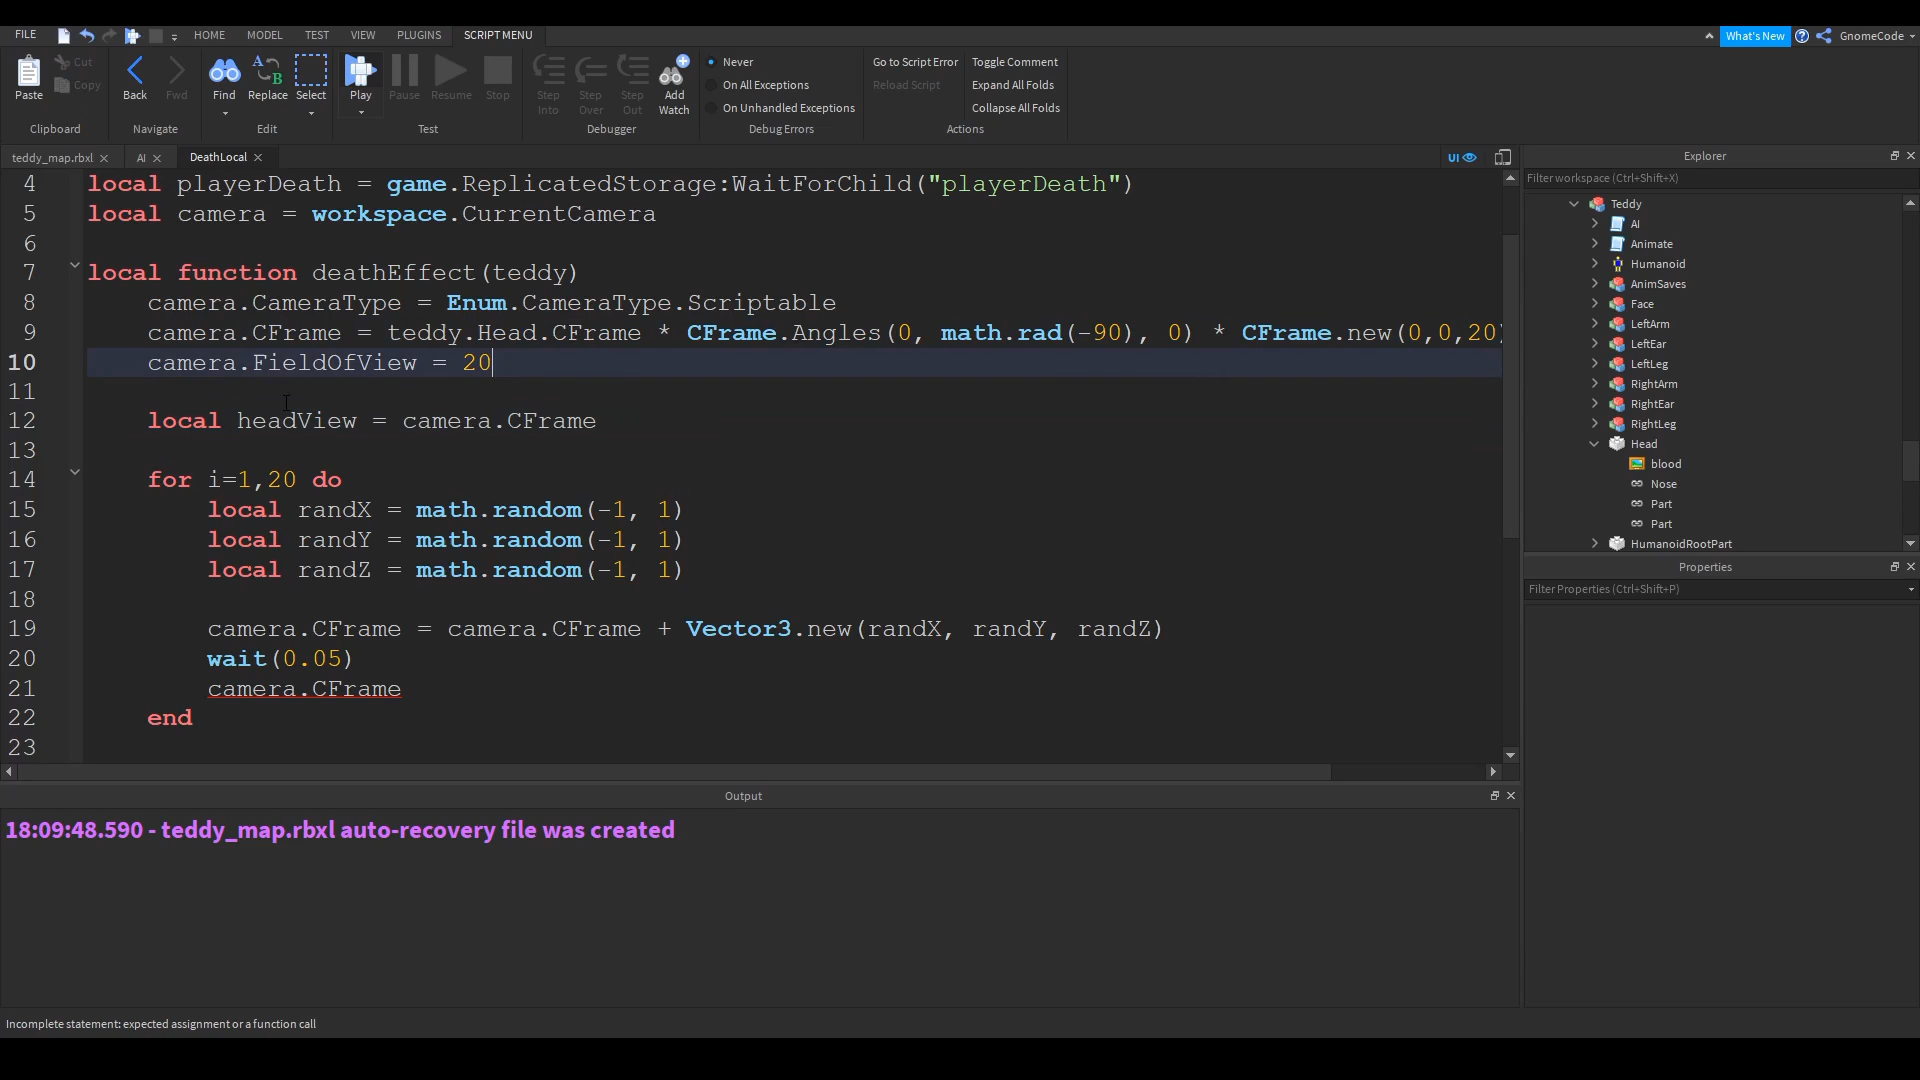 FILE HOME MODEL TEST VIEW PLUGINS SCRIPT MENU What's New GnomeCode
Paste Cut Copy Back Fwd Find Replace Select Play Pause Resume Stop Step Into Step Over Step Out Add Watch
Never
On All Exceptions
On Unhandled Exceptions
Go to Script Error
Reload Script
Toggle Comment
Expand All Folds
Collapse All Folds
Clipboard Navigate Edit Test Debugger Debug Errors Actions
teddy_map.rbxl AI DeathLocal UI
4 local playerDeath = game.ReplicatedStorage:WaitForChild("playerDeath")
5 local camera = workspace.CurrentCamera
6
7 local function deathEffect(teddy)
8 camera.CameraType = Enum.CameraType.Scriptable
9 camera.CFrame = teddy.Head.CFrame * CFrame.Angles(0, math.rad(-90), 0) * CFrame.new(0,0,20)
10 camera.FieldOfView = 20
11
12 local headView = camera.CFrame
13
14 for i=1,20 do
15 local randX = math.random(-1, 1)
16 local randY = math.random(-1, 1)
17 local randZ = math.random(-1, 1)
18
19 camera.CFrame = camera.CFrame + Vector3.new(randX, randY, randZ)
20 wait(0.05)
21 camera.CFrame
22 end
23
Output
18:09:48.590 - teddy_map.rbxl auto-recovery file was created
Incomplete statement: expected assignment or a function call
Explorer
Filter workspace (Ctrl+Shift+X)
Teddy
AI
Animate
Humanoid
AnimSaves
Face
LeftArm
LeftEar
LeftLeg
RightArm
RightEar
RightLeg
Head
blood
Nose
Part
Part
HumanoidRootPart
Properties
Filter Properties (Ctrl+Shift+P)